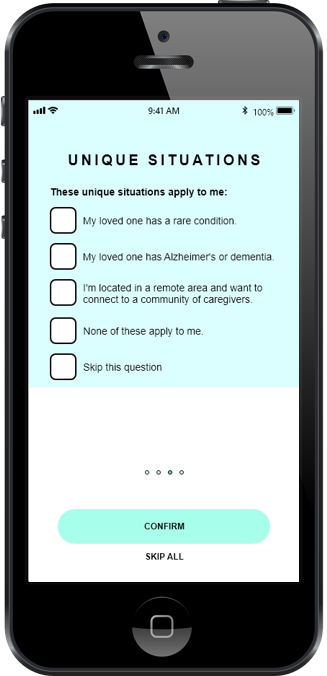 9:41 AM 100%
UNIQUE SITUATIONS
These unique situations apply to me:
My loved one has a rare condition.
My loved one has Alzheimer's or dementia.
I'm located in a remote area and want to
connect to a community of caregivers.
None of these apply to me.
Skip this question
CONFIRM
SKIP ALL